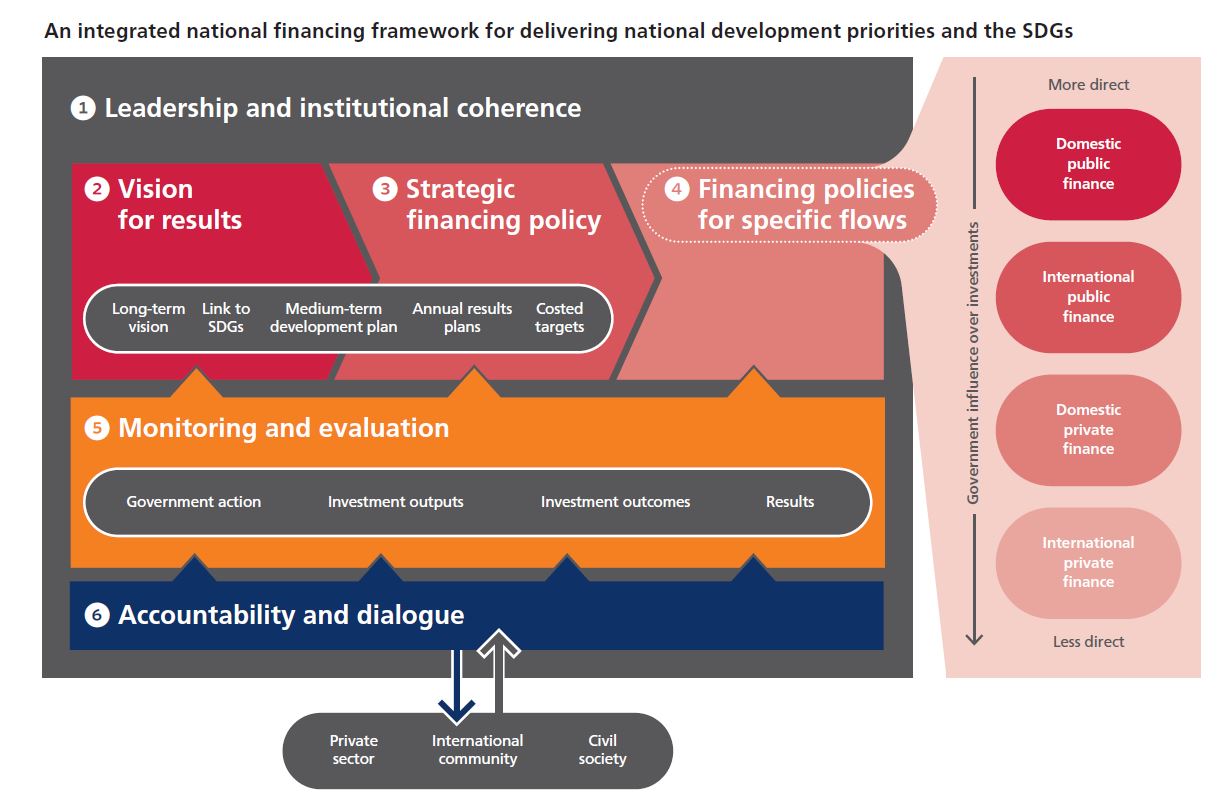 An integrated national financing framework for delivering national development priorities and the SDGs
1 Leadership and institutional coherence
2 Vision
for results
3 Strategic
financing policy
4 Financing policies
for specific flows
Long-term
vision
Link to
SDGs
Medium-term
development plan
Annual results
plans
Costed
targets
5 Monitoring and evaluation
Government action
Investment outputs
Investment outcomes
Results
6 Accountability and dialogue
Private
sector
International
community
Civil
society
More direct
Government influence over investments
Domestic
public
finance
International
public
finance
Domestic
private
finance
International
private
finance
Less direct